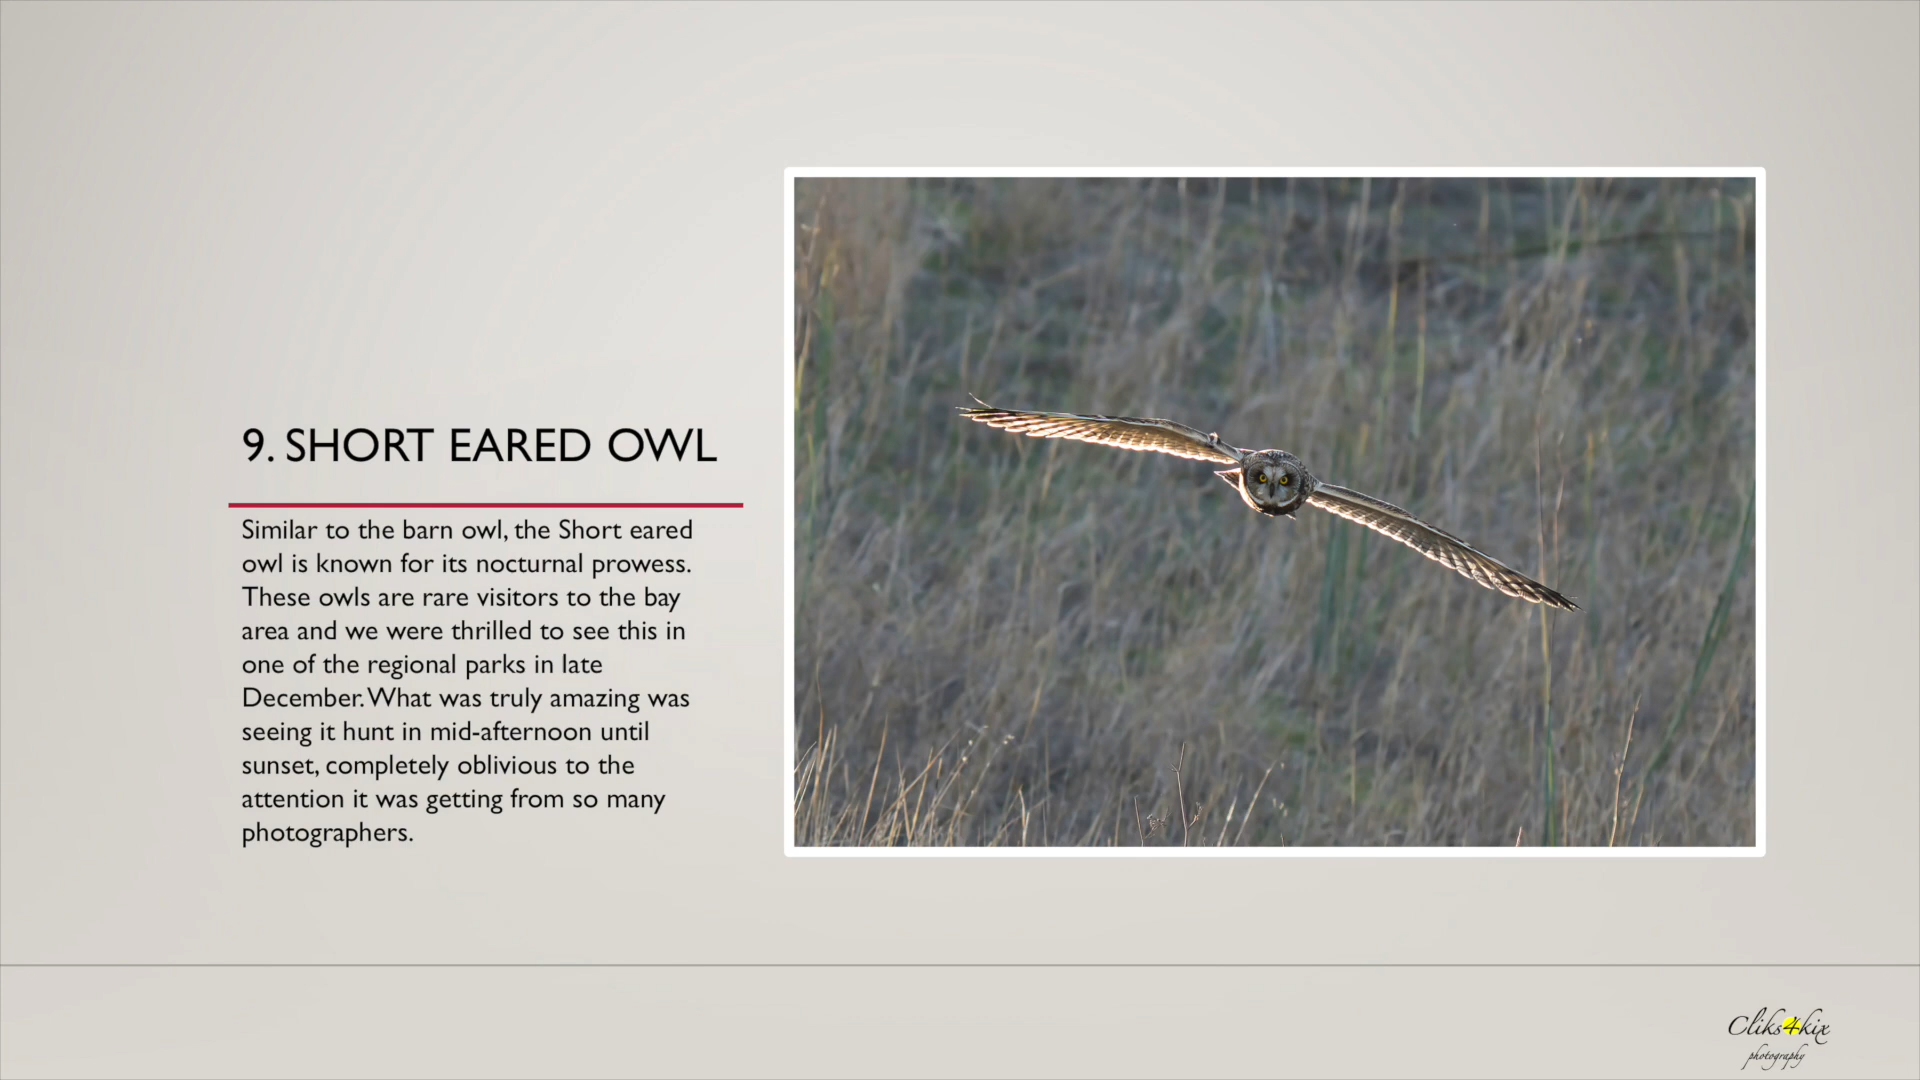 9. SHORT EARED OWL
Similar to the barn owl, the Short eared
owl is known for its nocturnal prowess.
These owls are rare visitors to the bay
area and we were thrilled to see this in
one of the regional parks in late
December. What was truly amazing was
seeing it hunt in mid-afternoon until
sunset, completely oblivious to the
attention it was getting from so many
photographers.
Cliks4kix
photography